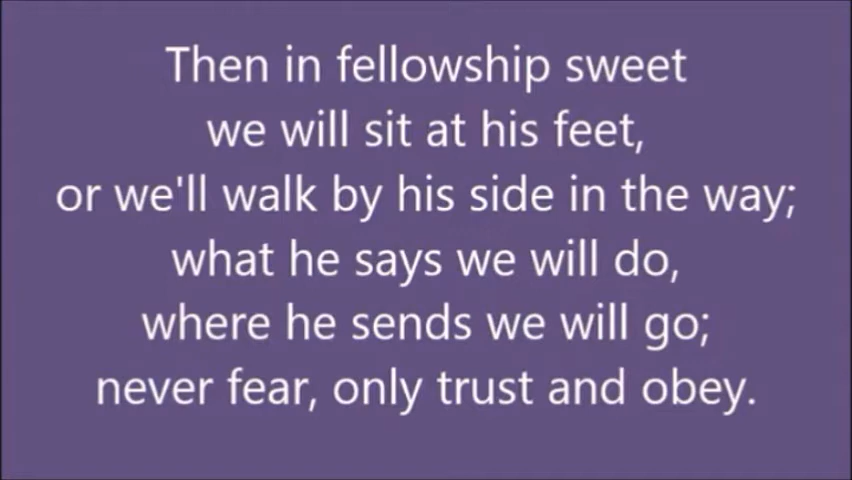 Then in fellowship sweet
we will sit at his feet,
or we'll walk by his side in the way;
what he says we will do,
where he sends we will go;
never fear, only trust and obey.